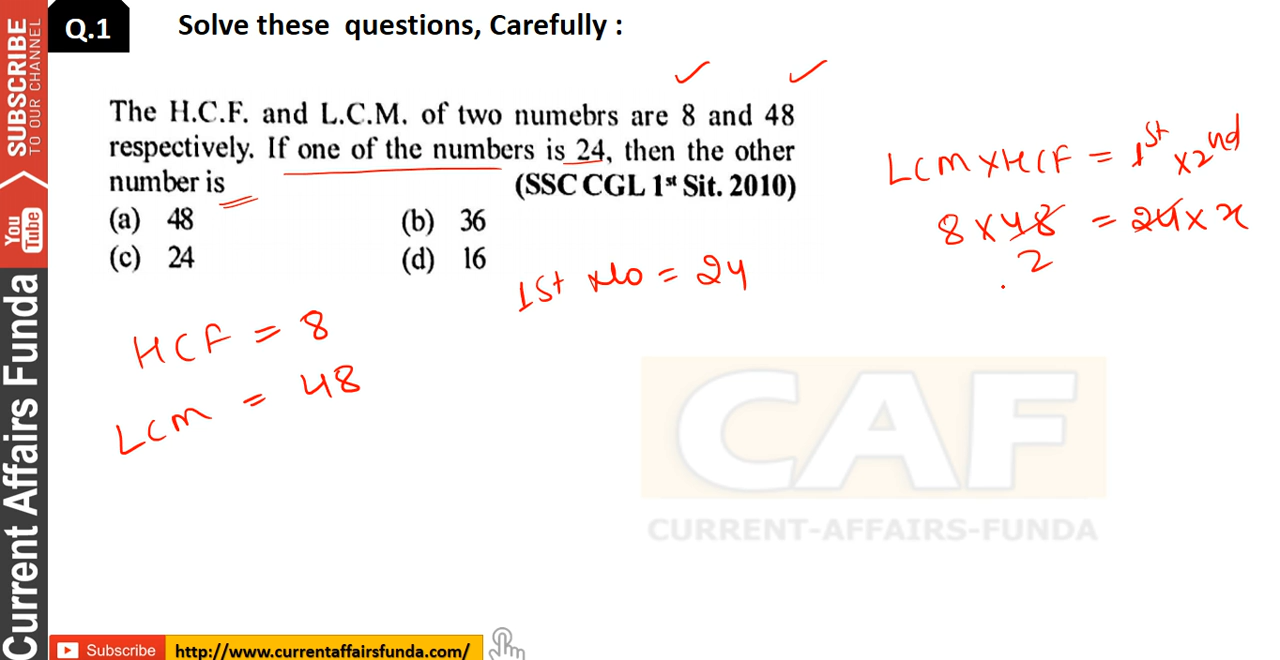 SUBSCRIBE
TO OUR CHANNEL
You
Tube
Current Affairs Funda
Q.1
Solve these questions, Carefully :
The H.C.F. and L.C.M. of two numebrs are 8 and 48
respectively. If one of the numbers is 24, then the other
number is (SSC CGL 1st Sit. 2010)
(a) 48 (b) 36
(c) 24 (d) 16
LCM X HCF = 1st X 2nd
8 X 48 = 24 X x
2
1st No = 24
HCF = 8
LCM = 48
CAF
CURRENT-AFFAIRS-FUNDA
Subscribe http://www.currentaffairsfunda.com/